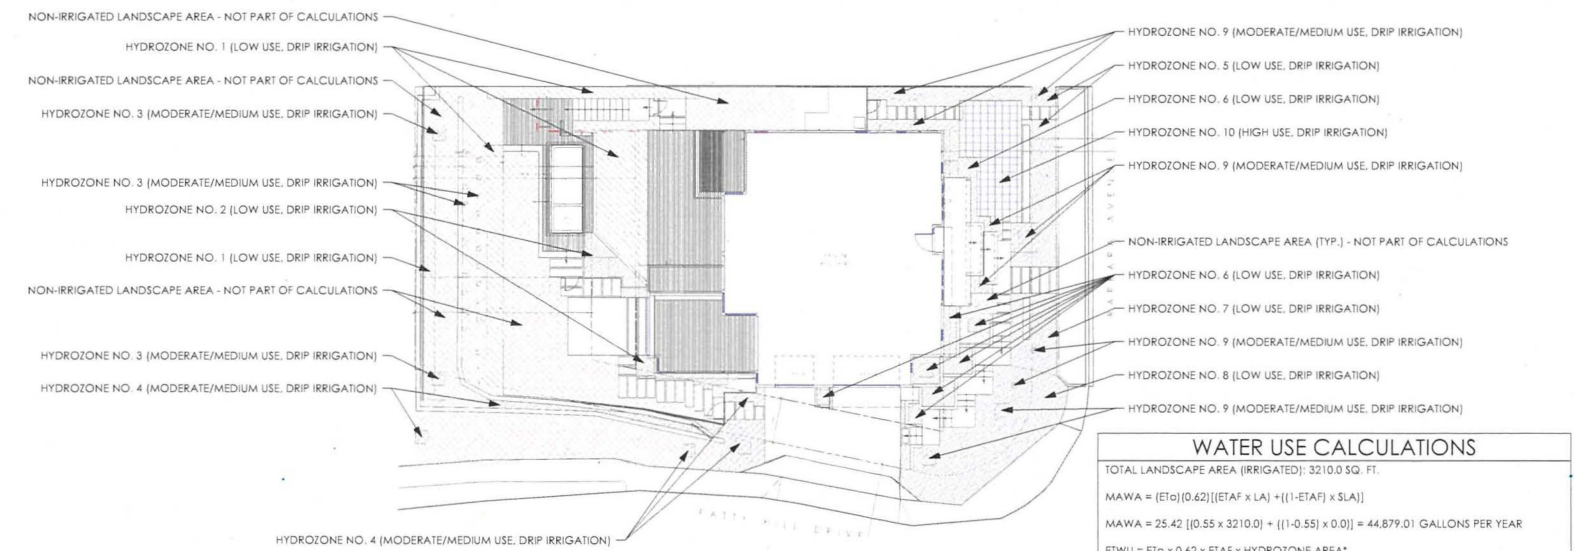 NON-IRRIGATED LANDSCAPE AREA - NOT PART OF CALCULATIONS
HYDROZONE NO. 1 (LOW USE, DRIP IRRIGATION)
NON-IRRIGATED LANDSCAPE AREA - NOT PART OF CALCULATIONS
HYDROZONE NO. 3 (MODERATE/MEDIUM USE, DRIP IRRIGATION)
HYDROZONE NO. 3 (MODERATE/MEDIUM USE, DRIP IRRIGATION)
HYDROZONE NO. 2 (LOW USE, DRIP IRRIGATION)
HYDROZONE NO. 1 (LOW USE, DRIP IRRIGATION)
NON-IRRIGATED LANDSCAPE AREA - NOT PART OF CALCULATIONS
HYDROZONE NO. 3 (MODERATE/MEDIUM USE, DRIP IRRIGATION)
HYDROZONE NO. 4 (MODERATE/MEDIUM USE, DRIP IRRIGATION)
HYDROZONE NO. 4 (MODERATE/MEDIUM USE, DRIP IRRIGATION)
HYDROZONE NO. 9 (MODERATE/MEDIUM USE, DRIP IRRIGATION)
HYDROZONE NO. 5 (LOW USE, DRIP IRRIGATION)
HYDROZONE NO. 6 (LOW USE, DRIP IRRIGATION)
HYDROZONE NO. 10 (HIGH USE, DRIP IRRIGATION)
HYDROZONE NO. 9 (MODERATE/MEDIUM USE, DRIP IRRIGATION)
NON-IRRIGATED LANDSCAPE AREA (TYP.) - NOT PART OF CALCULATIONS
HYDROZONE NO. 6 (LOW USE, DRIP IRRIGATION)
HYDROZONE NO. 7 (LOW USE, DRIP IRRIGATION)
HYDROZONE NO. 9 (MODERATE/MEDIUM USE, DRIP IRRIGATION)
HYDROZONE NO. 8 (LOW USE, DRIP IRRIGATION)
HYDROZONE NO. 9 (MODERATE/MEDIUM USE, DRIP IRRIGATION)
DRIVE
WATER USE CALCULATIONS
TOTAL LANDSCAPE AREA (IRRIGATED): 3210.0 SQ. FT.
MAWA = (ETo)(0.62)[(ETAF x LA) +((1-ETAF) x SLA)]
MAWA = 25.42 [(0.55 x 3210.0) + ((1-0.55) x 0.0)] = 44,879.01 GALLONS PER YEAR
ETWU = ETo x 0.62 x ETAF x HYDROZONE AREA*